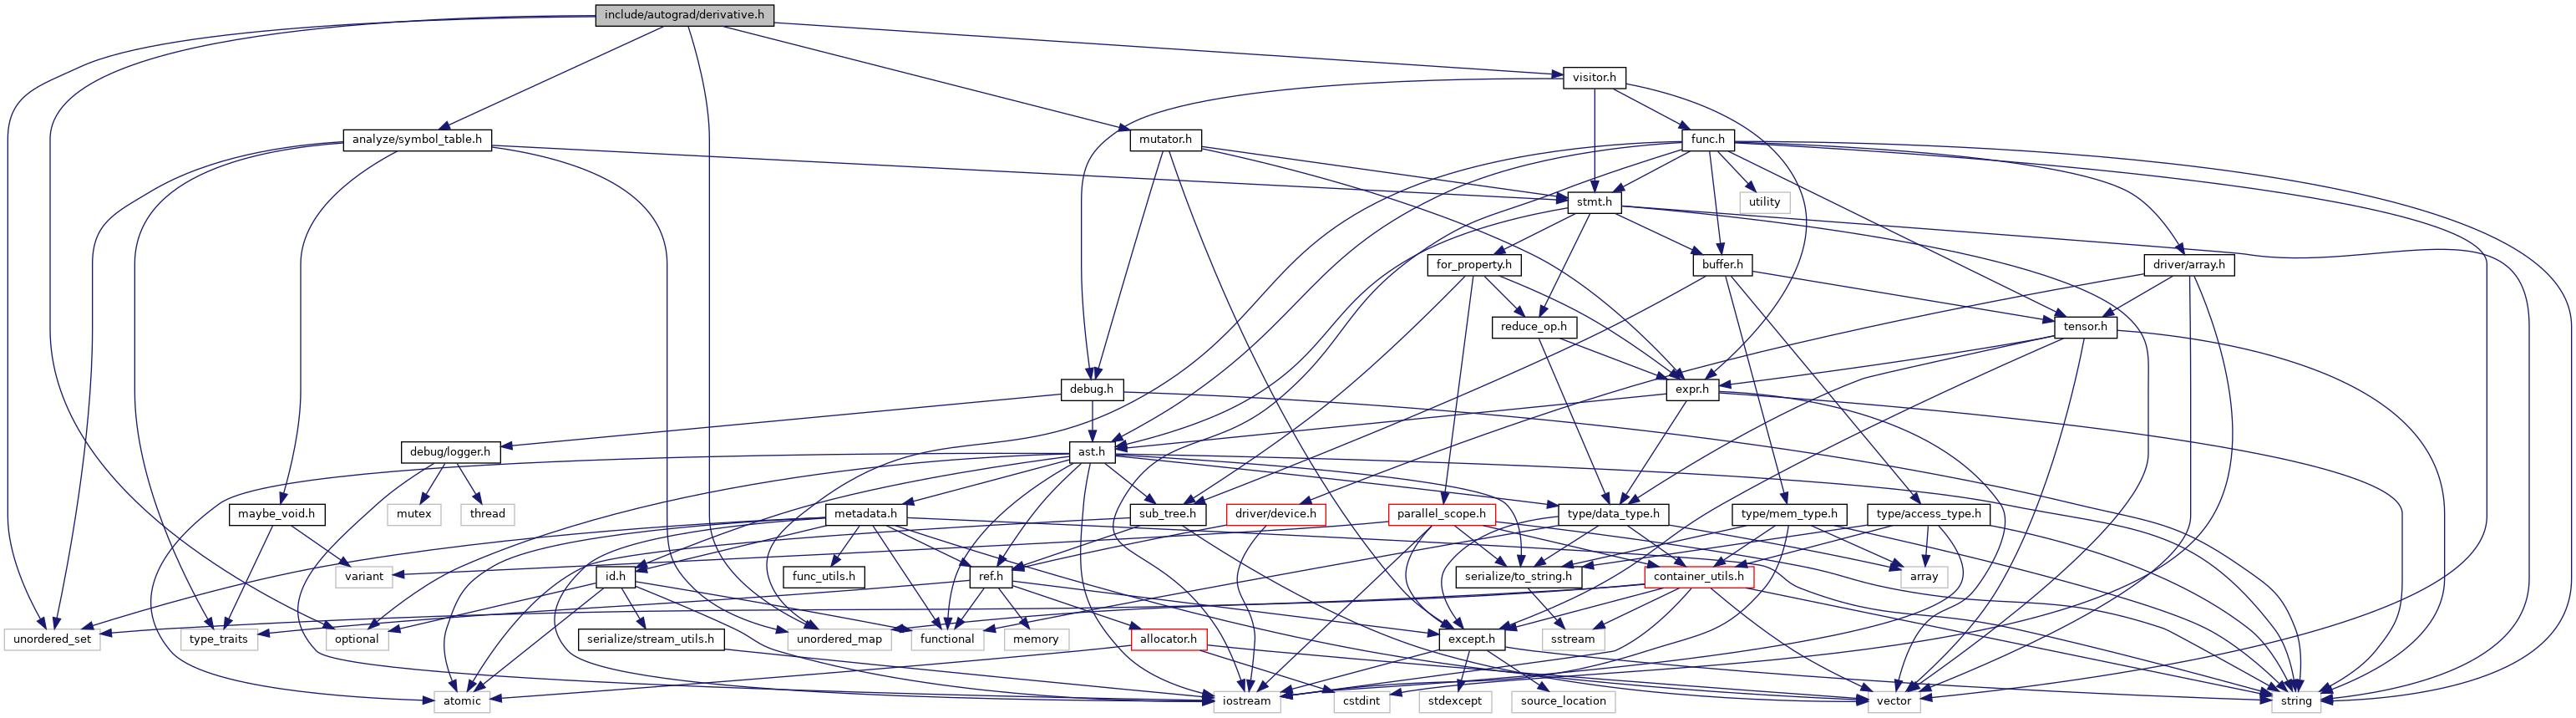 include/autograd/derivative.h
visitor.h
analyze/symbol_table.h
mutator.h
func.h
stmt.h
utility
for_property.h
buffer.h
driver/array.h
reduce_op.h
tensor.h
debug.h
expr.h
debug/logger.h
ast.h
maybe_void.h
mutex
thread
metadata.h
sub_tree.h
driver/device.h
parallel_scope.h
type/data_type.h
type/mem_type.h
type/access_type.h
variant
id.h
func_utils.h
ref.h
serialize/to_string.h
container_utils.h
array
unordered_set
type_traits
optional
serialize/stream_utils.h
unordered_map
functional
memory
allocator.h
except.h
sstream
atomic
iostream
cstdint
stdexcept
source_location
vector
string